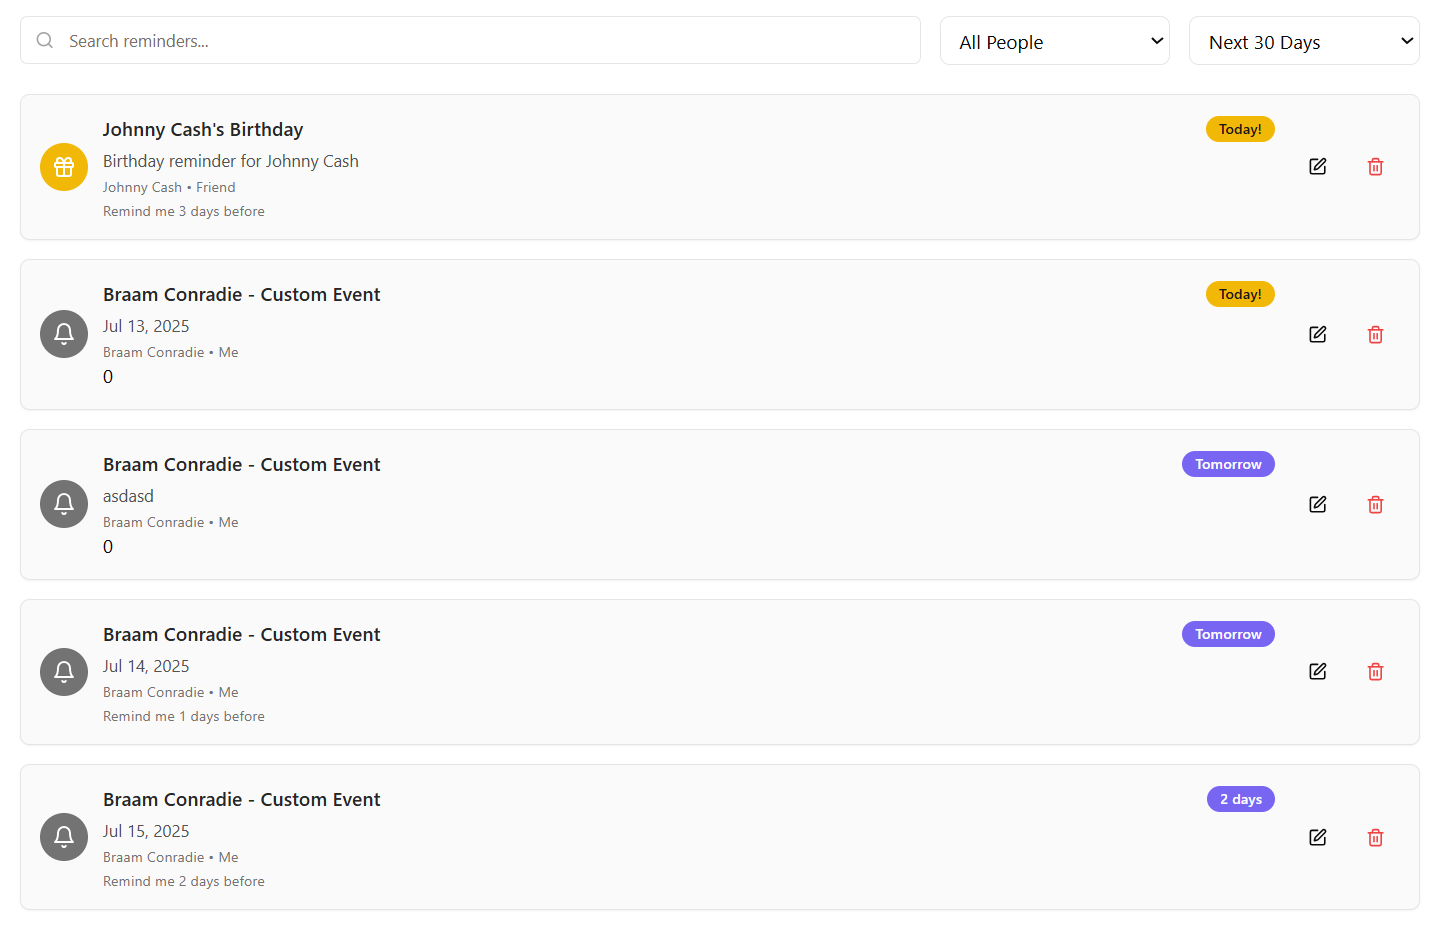 Search reminders...
All People
Next 30 Days
Johnny Cash's Birthday
Today!
Birthday reminder for Johnny Cash
Johnny Cash • Friend
Remind me 3 days before
Braam Conradie - Custom Event
Today!
Jul 13, 2025
Braam Conradie • Me
0
Braam Conradie - Custom Event
Tomorrow
asdasd
Braam Conradie • Me
0
Braam Conradie - Custom Event
Tomorrow
Jul 14, 2025
Braam Conradie • Me
Remind me 1 days before
Braam Conradie - Custom Event
2 days
Jul 15, 2025
Braam Conradie • Me
Remind me 2 days before